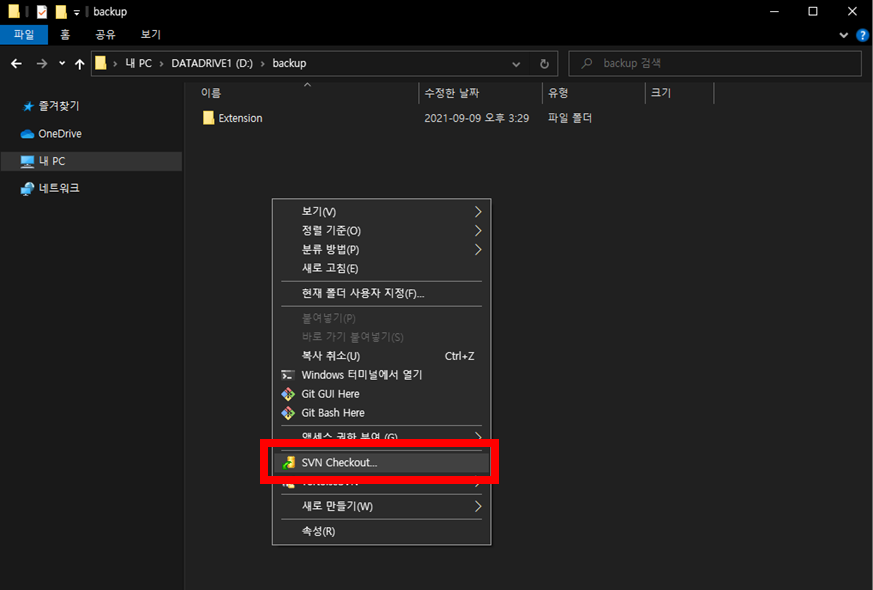 backup
파일 홈 공유 보기
내 PC › DATADRIVE1 (D:) › backup
backup 검색
이름 수정한 날짜 유형 크기
Extension 2021-09-09 오후 3:29 파일 폴더
즐겨찾기
OneDrive
내 PC
네트워크
보기(V)
정렬 기준(O)
분류 방법(P)
새로 고침(E)
현재 폴더 사용자 지정(F)...
붙여넣기(P)
바로 가기 붙여넣기(S)
복사 취소(U) Ctrl+Z
Windows 터미널에서 열기
Git GUI Here
Git Bash Here
액세스 권한 부여 (G)
SVN Checkout...
TortoiseSVN
새로 만들기(W)
속성(R)